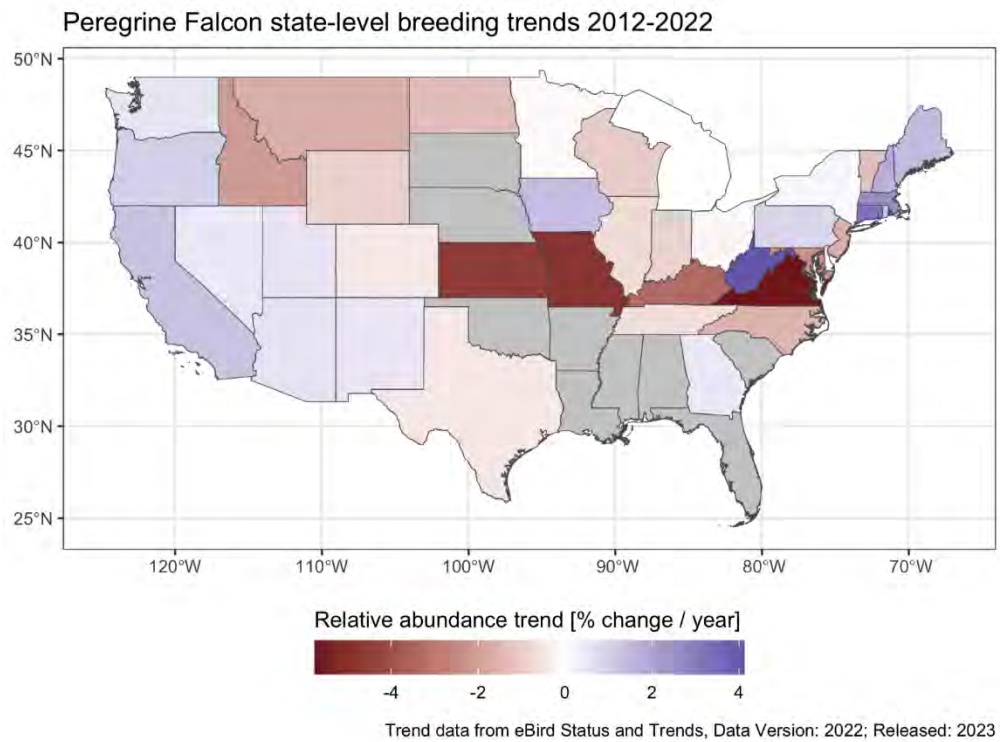 Peregrine Falcon state-level breeding trends 2012-2022
50°N
45°N
40°N
35°N
30°N
25°N
120°W 110°W 100°W 90°W 80°W 70°W
Relative abundance trend [% change / year]
-4 -2 0 2 4
Trend data from eBird Status and Trends, Data Version: 2022; Released: 2023